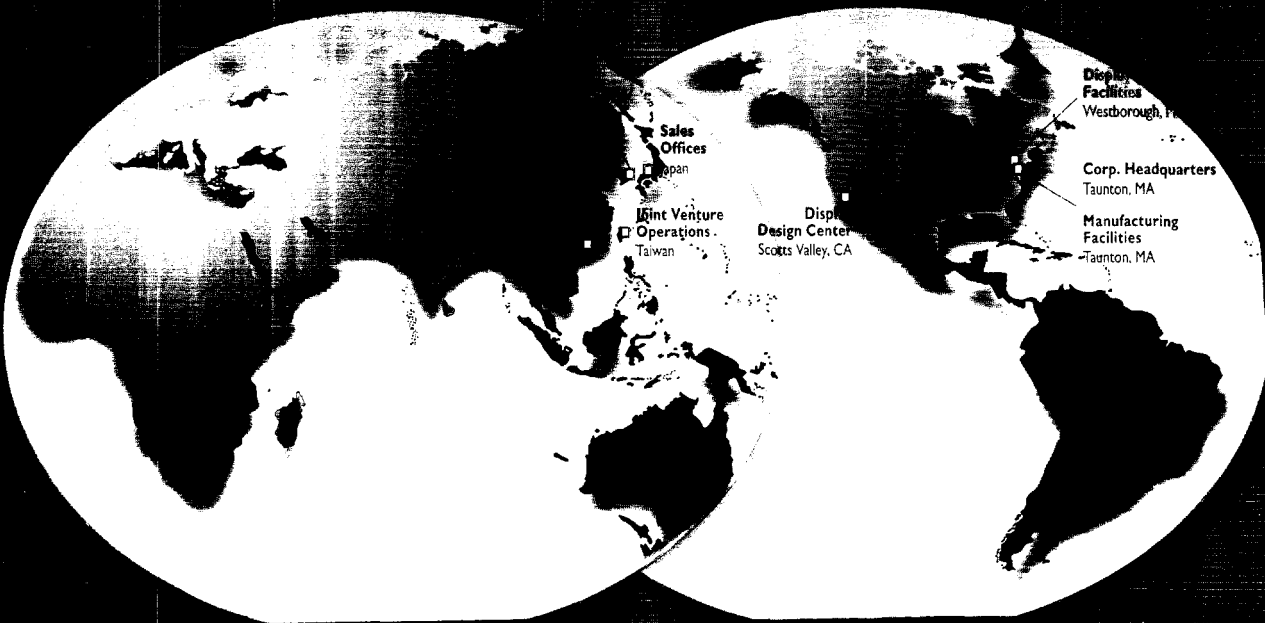 Sales
Offices
Japan
Joint Venture
Operations
Taiwan
Design Center
Scotts Valley, CA
Facilities
Westborough,
Corp. Headquarters
Taunton, MA
Manufacturing
Facilities
Taunton, MA